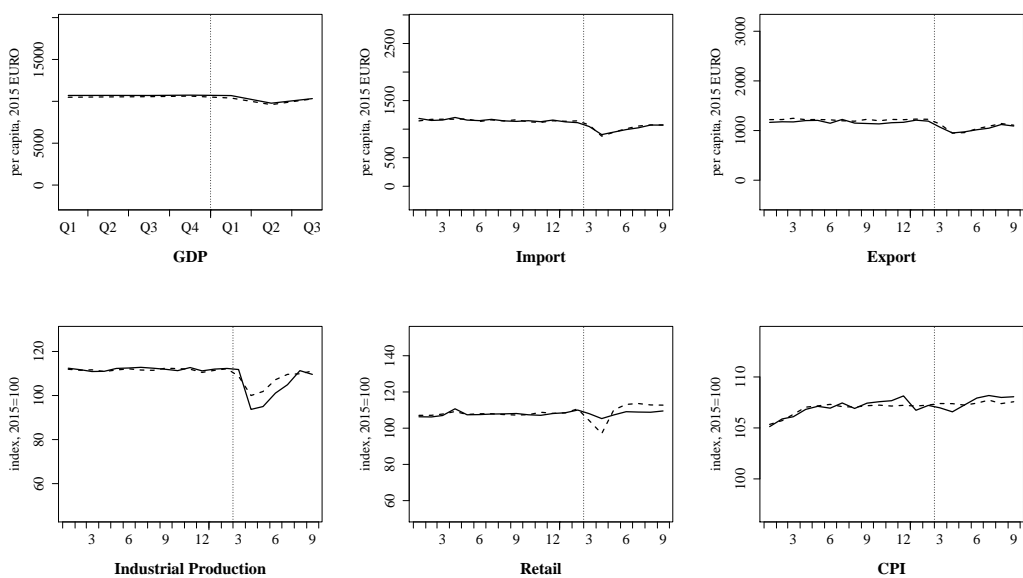 per capita, 2015 EURO
15000
5000
0
Q1 Q2 Q3 Q4 Q1 Q2 Q3
GDP
per capita, 2015 EURO
2500
1500
500
0
3 6 9 12 3 6 9
Import
per capita, 2015 EURO
3000
2000
1000
0
3 6 9 12 3 6 9
Export
index, 2015=100
120
100
80
60
3 6 9 12 3 6 9
Industrial Production
index, 2015=100
140
120
100
80
60
3 6 9 12 3 6 9
Retail
index, 2015=100
110
105
100
3 6 9 12 3 6 9
CPI